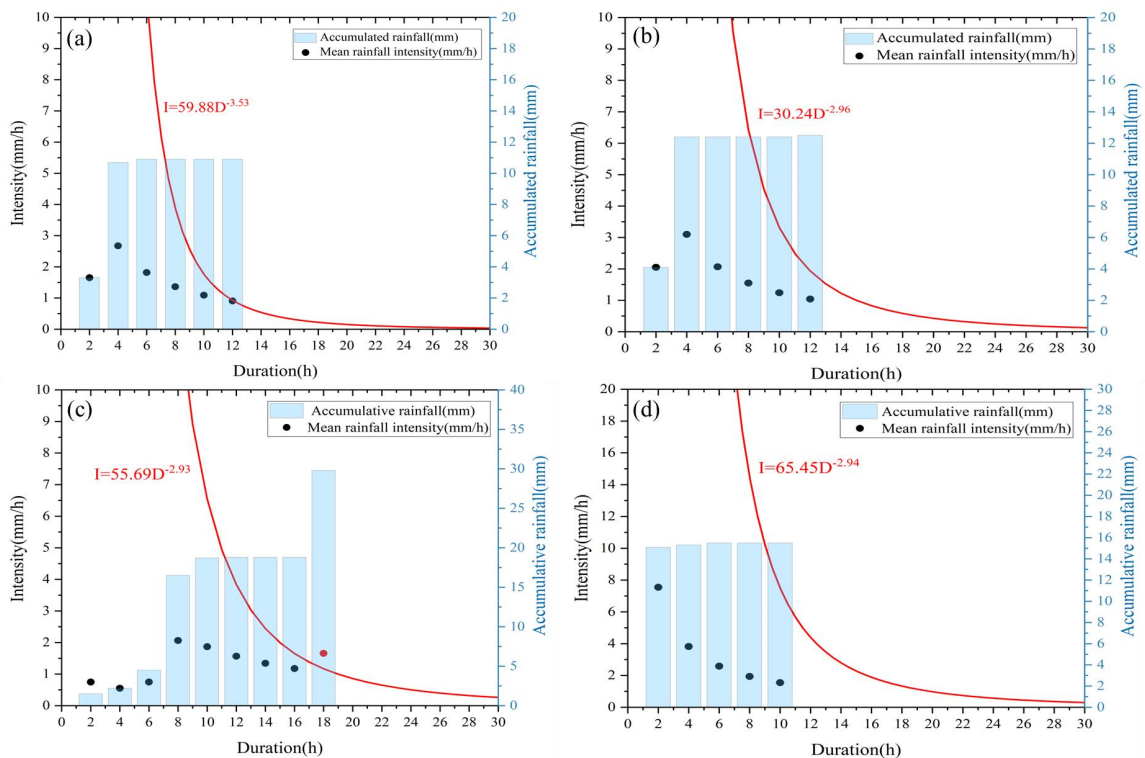 (a)
Accumulated rainfall(mm)
Mean rainfall intensity(mm/h)
I=59.88D^-3.53
Intensity(mm/h)
10
9
8
7
6
5
4
3
2
1
0
Accumulated rainfall(mm)
20
18
16
14
12
10
8
6
4
2
0
0 2 4 6 8 10 12 14 16 18 20 22 24 26 28 30
Duration(h)
(b)
Accumulated rainfall(mm)
Mean rainfall intensity(mm/h)
I=30.24D^-2.96
Intensity(mm/h)
10
9
8
7
6
5
4
3
2
1
0
Accumulated rainfall(mm)
20
18
16
14
12
10
8
6
4
2
0
0 2 4 6 8 10 12 14 16 18 20 22 24 26 28 30
Duration(h)
(c)
Accumulative rainfall(mm)
Mean rainfall intensity(mm/h)
I=55.69D^-2.93
Intensity(mm/h)
10
9
8
7
6
5
4
3
2
1
0
Accumulative rainfall(mm)
40
35
30
25
20
15
10
5
0
0 2 4 6 8 10 12 14 16 18 20 22 24 26 28 30
Duration(h)
(d)
Accumulative rainfall(mm)
Mean rainfall intensity(mm/h)
I=65.45D^-2.94
Intensity(mm/h)
20
18
16
14
12
10
8
6
4
2
0
Accumulative rainfall(mm)
30
28
26
24
22
20
18
16
14
12
10
8
6
4
2
0
0 2 4 6 8 10 12 14 16 18 20 22 24 26 28 30
Duration(h)